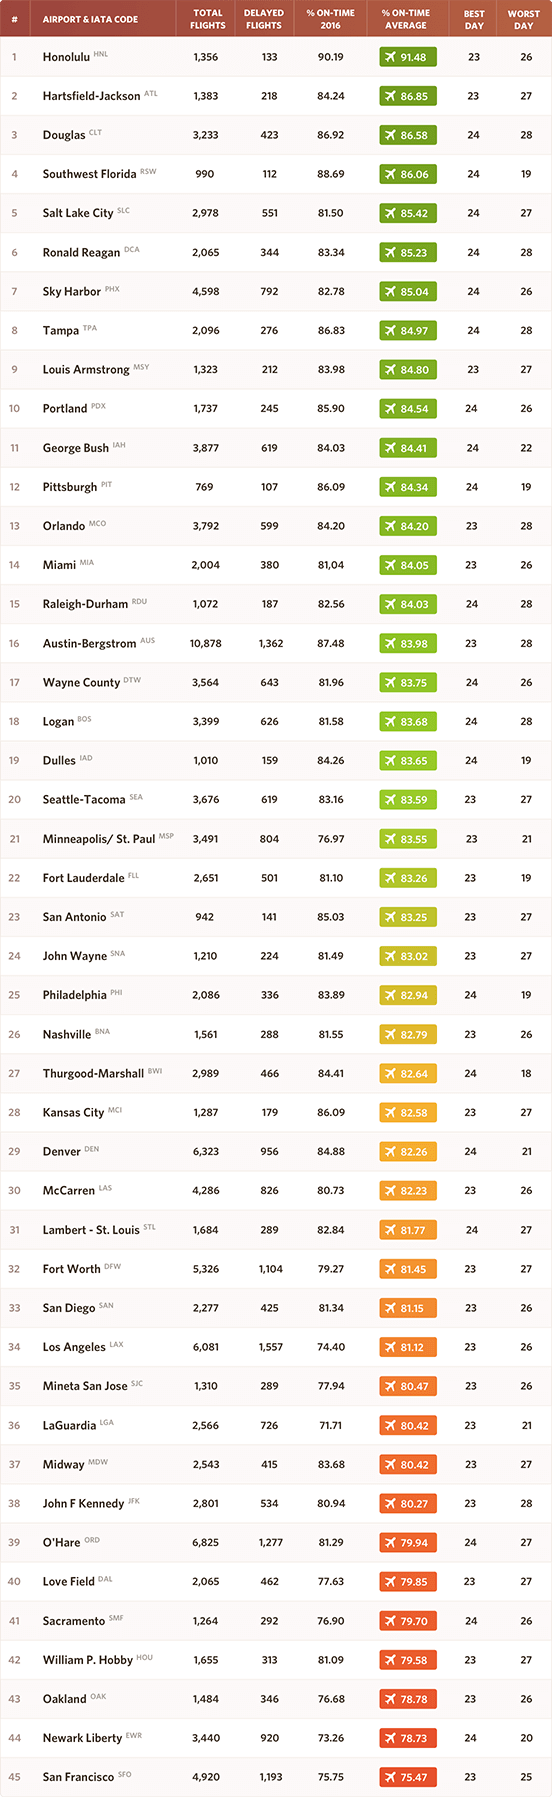 # AIRPORT & IATA CODE TOTAL FLIGHTS DELAYED FLIGHTS % ON-TIME 2016 % ON-TIME AVERAGE BEST DAY WORST DAY
1 Honolulu HNL 1,356 133 90.19 91.48 23 26
2 Hartsfield-Jackson ATL 1,383 218 84.24 86.85 23 27
3 Douglas CLT 3,233 423 86.92 86.58 24 28
4 Southwest Florida RSW 990 112 88.69 86.06 24 19
5 Salt Lake City SLC 2,978 551 81.50 85.42 24 27
6 Ronald Reagan DCA 2,065 344 83.34 85.23 24 28
7 Sky Harbor PHX 4,598 792 82.78 85.04 24 26
8 Tampa TPA 2,096 276 86.83 84.97 24 28
9 Louis Armstrong MSY 1,323 212 83.98 84.80 23 27
10 Portland PDX 1,737 245 85.90 84.54 24 26
11 George Bush IAH 3,877 619 84.03 84.41 24 22
12 Pittsburgh PIT 769 107 86.09 84.34 24 19
13 Orlando MCO 3,792 599 84.20 84.20 23 28
14 Miami MIA 2,004 380 81,04 84.05 23 26
15 Raleigh-Durham RDU 1,072 187 82.56 84.03 24 28
16 Austin-Bergstrom AUS 10,878 1,362 87.48 83.98 23 28
17 Wayne County DTW 3,564 643 81.96 83.75 24 26
18 Logan BOS 3,399 626 81.58 83.68 24 28
19 Dulles IAD 1,010 159 84.26 83.65 24 19
20 Seattle-Tacoma SEA 3,676 619 83.16 83.59 23 27
21 Minneapolis/ St. Paul MSP 3,491 804 76.97 83.55 23 21
22 Fort Lauderdale FLL 2,651 501 81.10 83.26 23 19
23 San Antonio SAT 942 141 85.03 83.25 23 27
24 John Wayne SNA 1,210 224 81.49 83.02 23 27
25 Philadelphia PHI 2,086 336 83.89 82.94 24 19
26 Nashville BNA 1,561 288 81.55 82.79 23 26
27 Thurgood-Marshall BWI 2,989 466 84.41 82.64 24 18
28 Kansas City MCI 1,287 179 86.09 82.58 23 27
29 Denver DEN 6,323 956 84.88 82.26 24 21
30 McCarren LAS 4,286 826 80.73 82.23 23 26
31 Lambert - St. Louis STL 1,684 289 82.84 81.77 24 27
32 Fort Worth DFW 5,326 1,104 79.27 81.45 23 27
33 San Diego SAN 2,277 425 81.34 81.15 23 26
34 Los Angeles LAX 6,081 1,557 74.40 81.12 23 26
35 Mineta San Jose SJC 1,310 289 77.94 80.47 23 26
36 LaGuardia LGA 2,566 726 71.71 80.42 23 21
37 Midway MDW 2,543 415 83.68 80.42 23 27
38 John F Kennedy JFK 2,801 534 80.94 80.27 23 28
39 O'Hare ORD 6,825 1,277 81.29 79.94 24 27
40 Love Field DAL 2,065 462 77.63 79.85 23 27
41 Sacramento SMF 1,264 292 76.90 79.70 24 26
42 William P. Hobby HOU 1,655 313 81.09 79.58 23 27
43 Oakland OAK 1,484 346 76.68 78.78 23 26
44 Newark Liberty EWR 3,440 920 73.26 78.73 24 20
45 San Francisco SFO 4,920 1,193 75.75 75.47 23 25